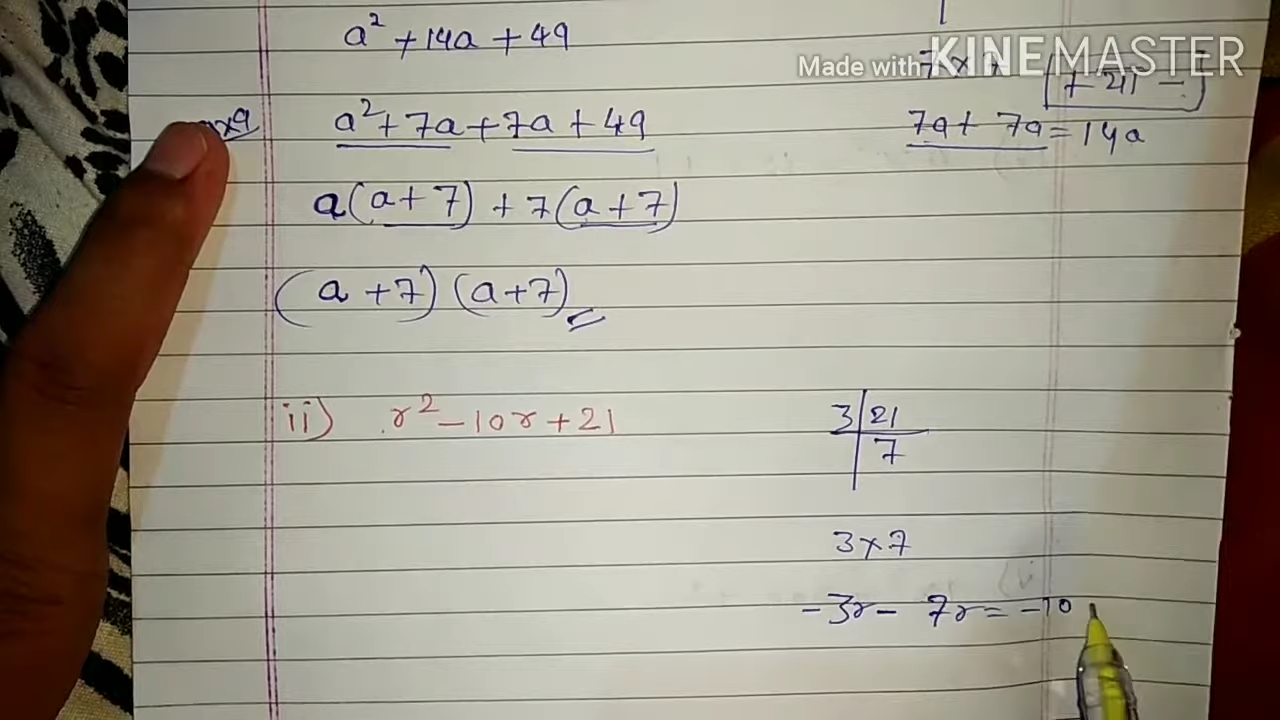 a² + 14a + 49
Made with KINEMASTER
a² + 7a + 7a + 49
7a + 7a = 14a
a(a + 7) + 7(a + 7)
(a + 7) (a + 7)
ii) r² - 10r + 21
3 21
7
3 x 7
- 3r - 7r = - 10